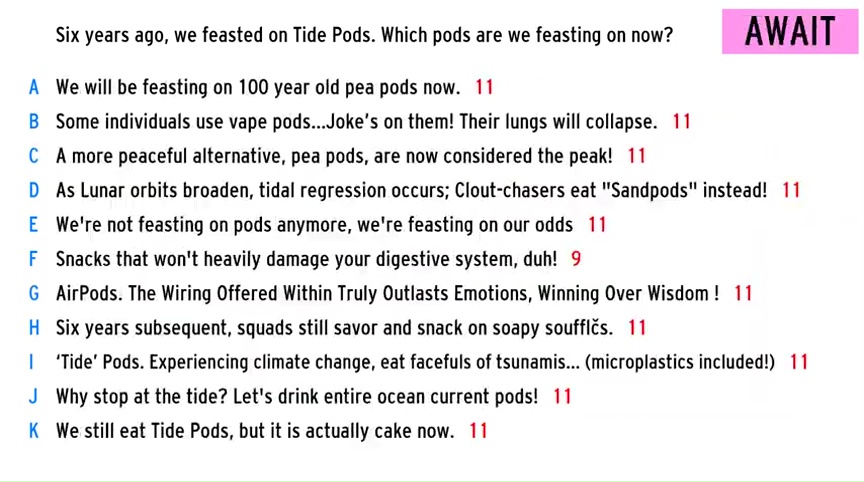 Six years ago, we feasted on Tide Pods. Which pods are we feasting on now?
AWAIT
A We will be feasting on 100 year old pea pods now. 11
B Some individuals use vape pods...Joke's on them! Their lungs will collapse. 11
C A more peaceful alternative, pea pods, are now considered the peak! 11
D As Lunar orbits broaden, tidal regression occurs; Clout-chasers eat "Sandpods" instead! 11
E We're not feasting on pods anymore, we're feasting on our odds 11
F Snacks that won't heavily damage your digestive system, duh! 9
G AirPods. The Wiring Offered Within Truly Outlasts Emotions, Winning Over Wisdom ! 11
H Six years subsequent, squads still savor and snack on soapy soufflčs. 11
I ‘Tide’ Pods. Experiencing climate change, eat facefuls of tsunamis... (microplastics included!) 11
J Why stop at the tide? Let's drink entire ocean current pods! 11
K We still eat Tide Pods, but it is actually cake now. 11